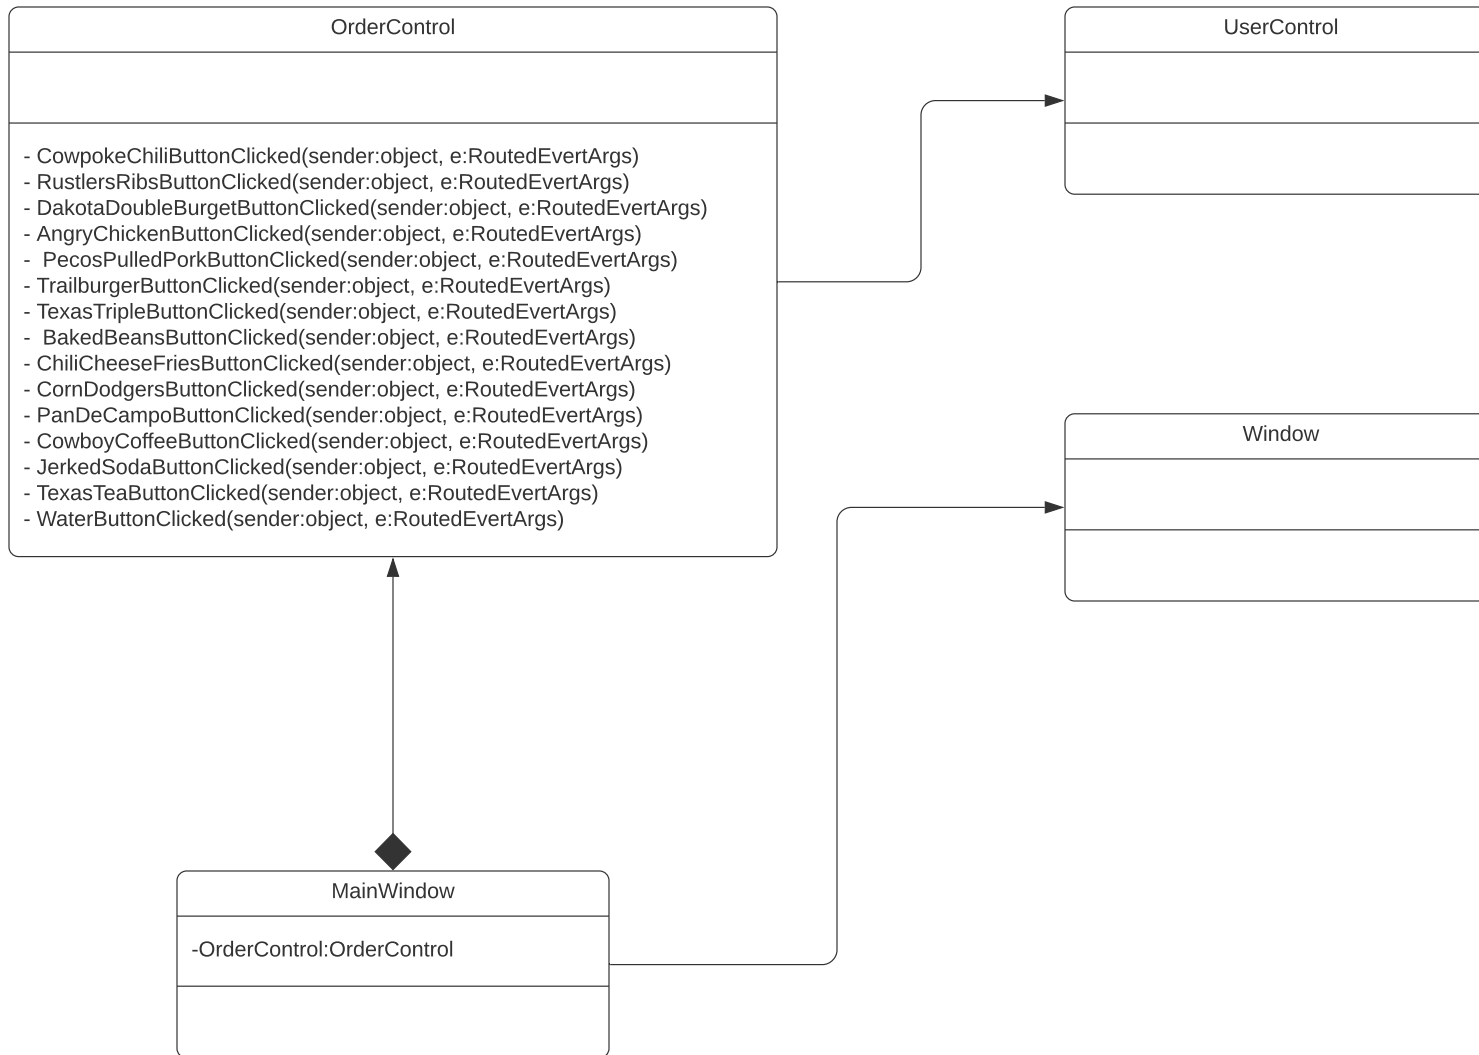 OrderControl
- CowpokeChiliButtonClicked(sender:object, e:RoutedEvertArgs)
- RustlersRibsButtonClicked(sender:object, e:RoutedEvertArgs)
- DakotaDoubleBurgetButtonClicked(sender:object, e:RoutedEvertArgs)
- AngryChickenButtonClicked(sender:object, e:RoutedEvertArgs)
-  PecosPulledPorkButtonClicked(sender:object, e:RoutedEvertArgs)
- TrailburgerButtonClicked(sender:object, e:RoutedEvertArgs)
- TexasTripleButtonClicked(sender:object, e:RoutedEvertArgs)
-  BakedBeansButtonClicked(sender:object, e:RoutedEvertArgs)
- ChiliCheeseFriesButtonClicked(sender:object, e:RoutedEvertArgs)
- CornDodgersButtonClicked(sender:object, e:RoutedEvertArgs)
- PanDeCampoButtonClicked(sender:object, e:RoutedEvertArgs)
- CowboyCoffeeButtonClicked(sender:object, e:RoutedEvertArgs)
- JerkedSodaButtonClicked(sender:object, e:RoutedEvertArgs)
- TexasTeaButtonClicked(sender:object, e:RoutedEvertArgs)
- WaterButtonClicked(sender:object, e:RoutedEvertArgs)
UserControl
Window
MainWindow
-OrderControl:OrderControl